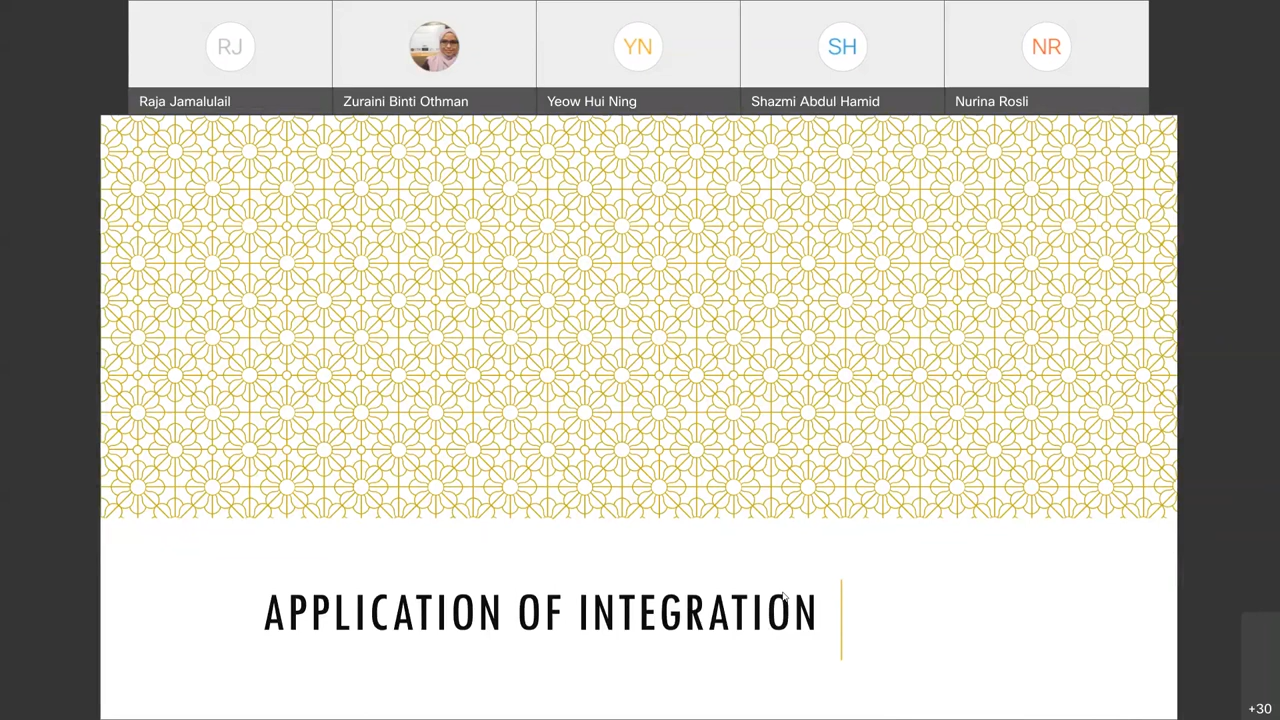 RJ
YN
SH
NR
Raja Jamalulail
Zuraini Binti Othman
Yeow Hui Ning
Shazmi Abdul Hamid
Nurina Rosli
APPLICATION OF INTEGRATION
+30